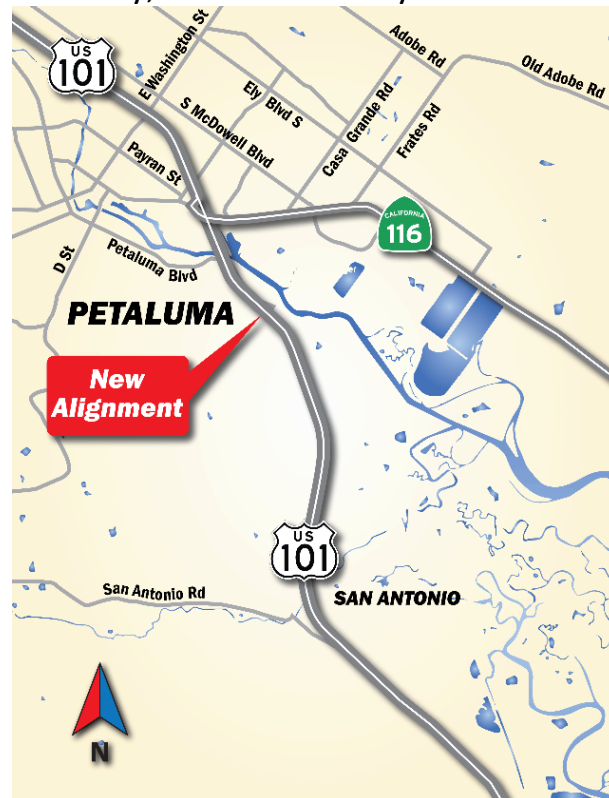 US
101
E Washington St
Adobe Rd
Old Adobe Rd
Ely Blvd S
S McDowell Blvd
Casa Grande Rd
Frates Rd
Payran St
CALIFORNIA
116
D St
Petaluma Blvd
PETALUMA
New
Alignment
US
101
San Antonio Rd
SAN ANTONIO
N